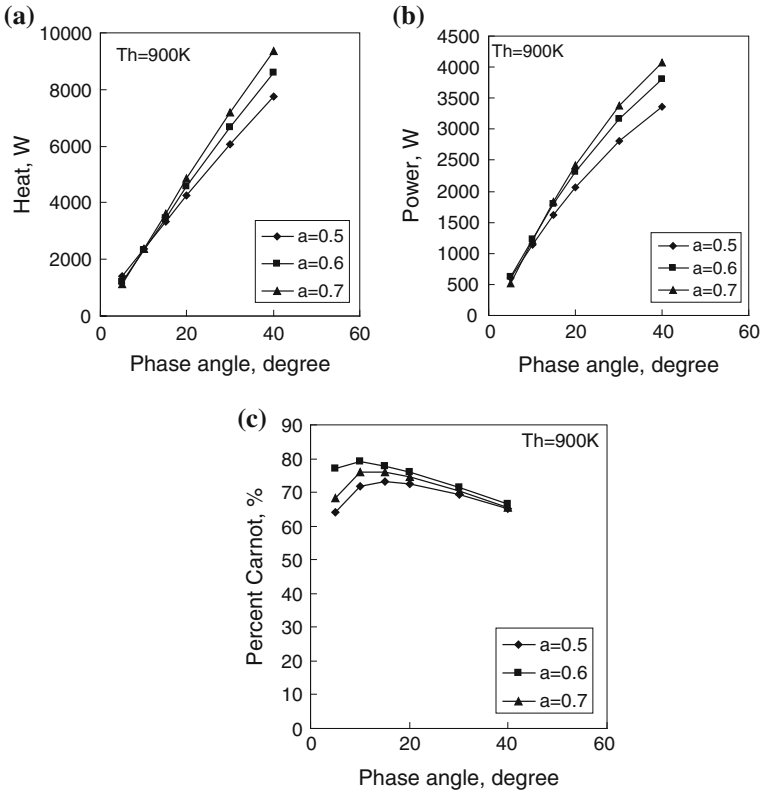 (a)
10000
8000
6000
4000
2000
0
Heat, W
Th=900K
a=0.5
a=0.6
a=0.7
0 20 40 60
Phase angle, degree
(b)
4500
4000
3500
3000
2500
2000
1500
1000
500
0
Power, W
Th=900K
a=0.5
a=0.6
a=0.7
0 20 40 60
Phase angle, degree
(c)
90
80
70
60
50
40
30
20
10
0
Percent Carnot, %
Th=900K
a=0.5
a=0.6
a=0.7
0 20 40 60
Phase angle, degree